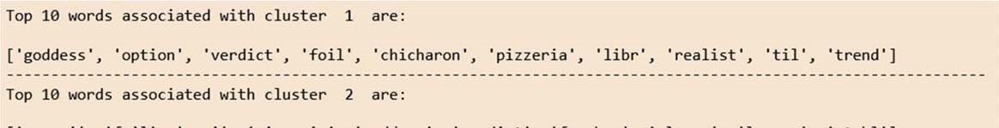 Top 10 words associated with cluster  1  are:
['goddess', 'option', 'verdict', 'foil', 'chicharon', 'pizzeria', 'libr', 'realist', 'til', 'trend']
--------------------------------------------------------------------------------------------------------------
Top 10 words associated with cluster  2  are: